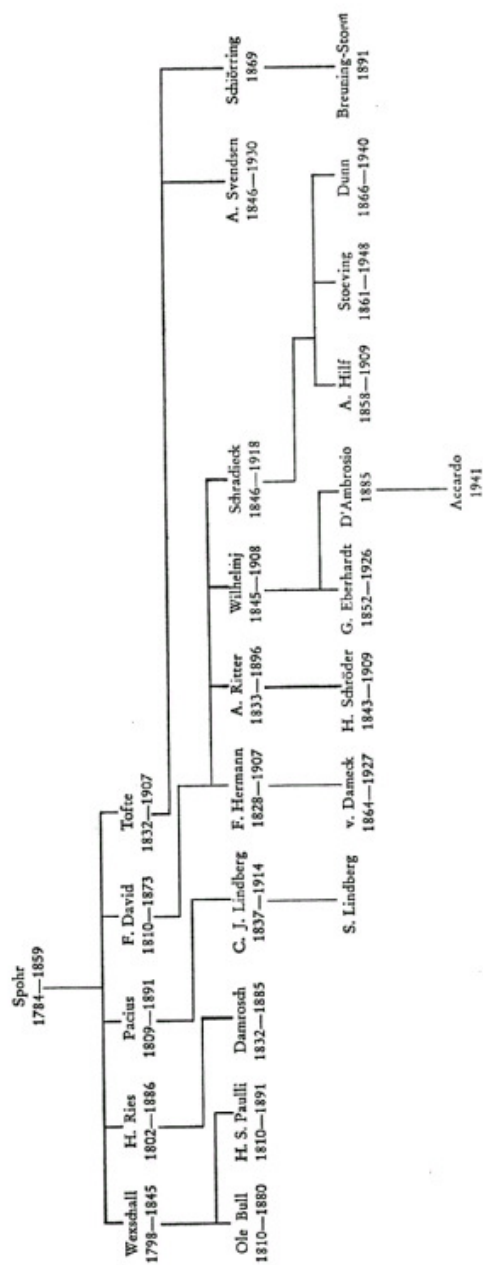 Spohr
1784—1859
Wexschall
1798—1845
H. Ries
1802—1886
Pacius
1809—1891
F. David
1810—1873
Tofte
1832—1907
Ole Bull
1810—1880
H. S. Paulli
1810—1891
Damrosch
1832—1885
C. J. Lindberg
1837—1914
F. Hermann
1828—1907
A. Ritter
1833—1896
Wilhelmj
1845—1908
Schradieck
1846—1918
A. Svendsen
1846—1930
Schiörring
1869
S. Lindberg
v. Dameck
1864—1927
H. Schröder
1843—1909
G. Eberhardt
1852—1926
D'Ambrosio
1885
A. Hilf
1858—1909
Stoeving
1861—1948
Dunn
1866—1940
Breuning-Storm
1891
Accardo
1941